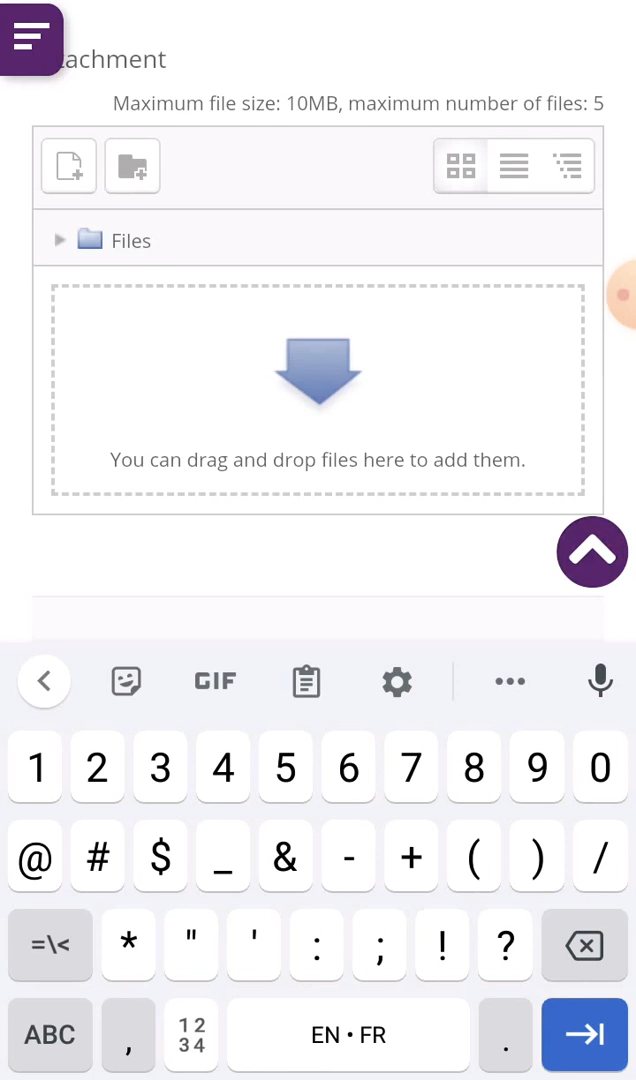 achment
Maximum file size: 10MB, maximum number of files: 5
Files
You can drag and drop files here to add them.
GIF
1 2 3 4 5 6 7 8 9 0
@ # $ _ & - + ( ) /
=\< * " ' : ; ! ?
ABC , 1 2 3 4 EN • FR .